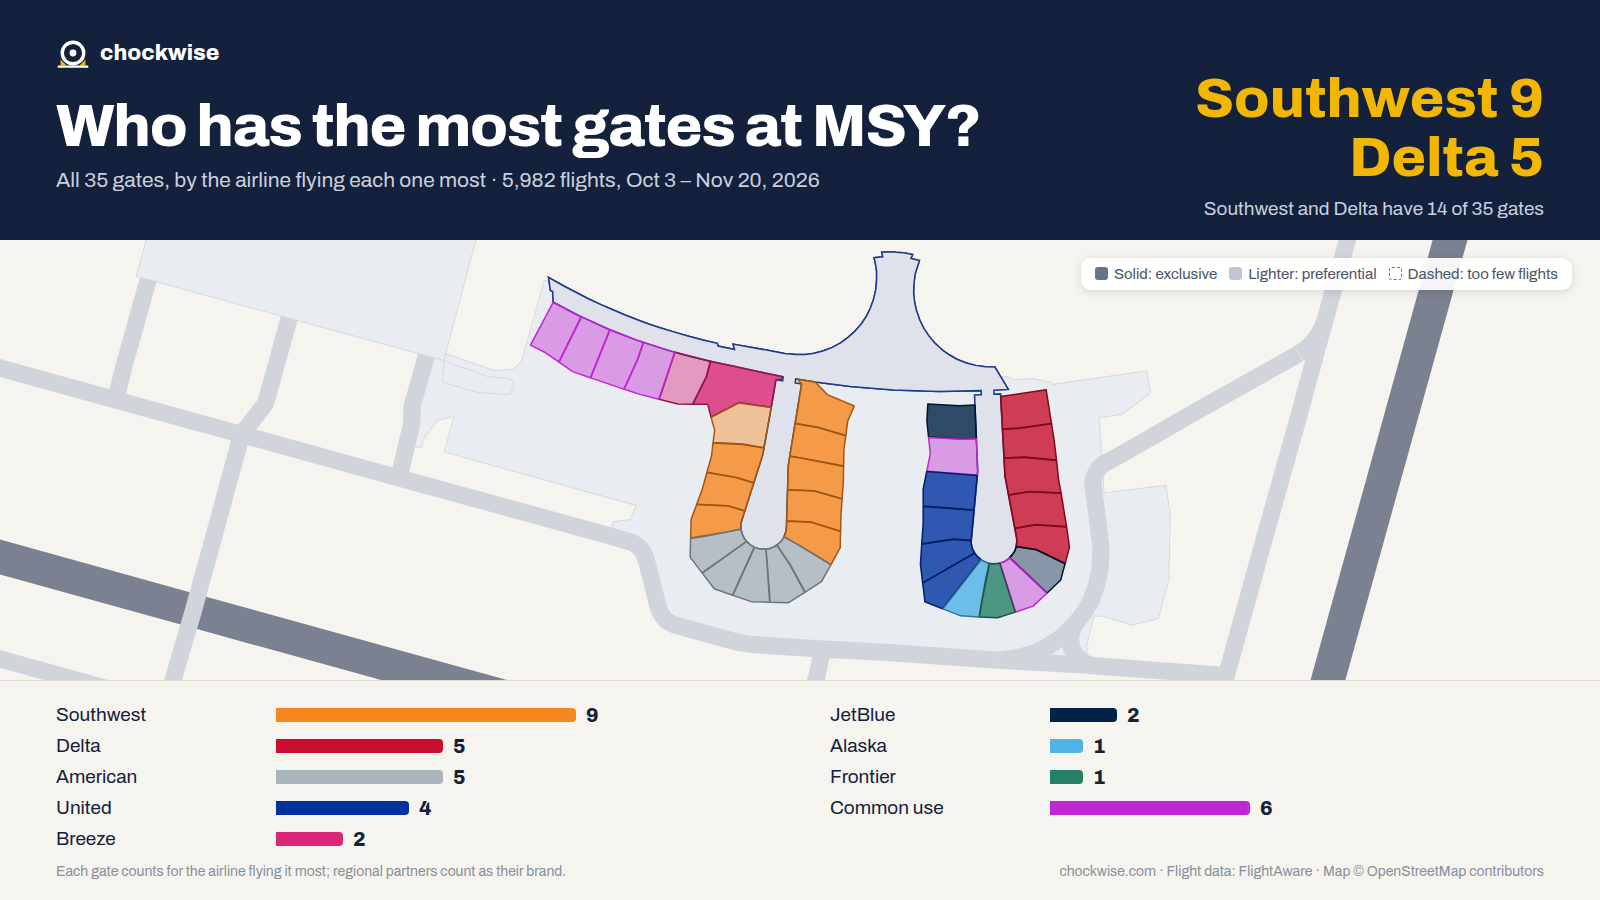 chockwise
Who has the most gates at MSY?
All 35 gates, by the airline flying each one most · 5,982 flights, Oct 3 – Nov 20, 2026
Southwest 9
Delta 5
Southwest and Delta have 14 of 35 gates
Solid: exclusive Lighter: preferential Dashed: too few flights
Southwest 9
Delta 5
American 5
United 4
Breeze 2
JetBlue 2
Alaska 1
Frontier 1
Common use 6
Each gate counts for the airline flying it most; regional partners count as their brand.
chockwise.com · Flight data: FlightAware · Map © OpenStreetMap contributors